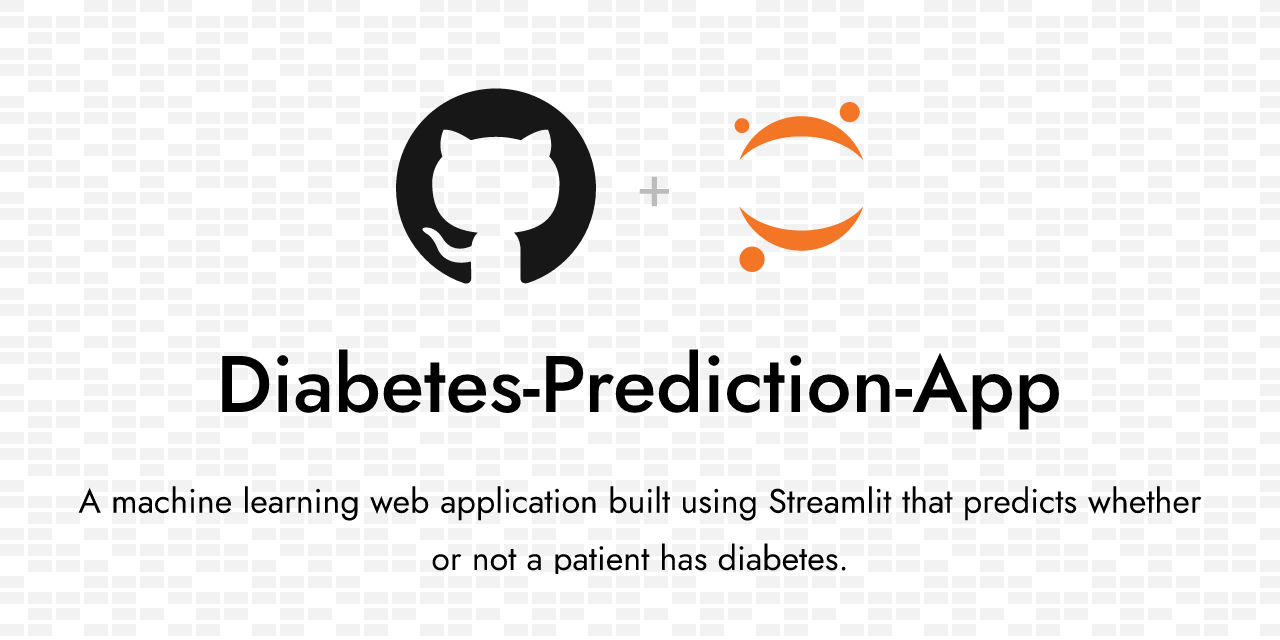 Diabetes-Prediction-App
A machine learning web application built using Streamlit that predicts whether
or not a patient has diabetes.